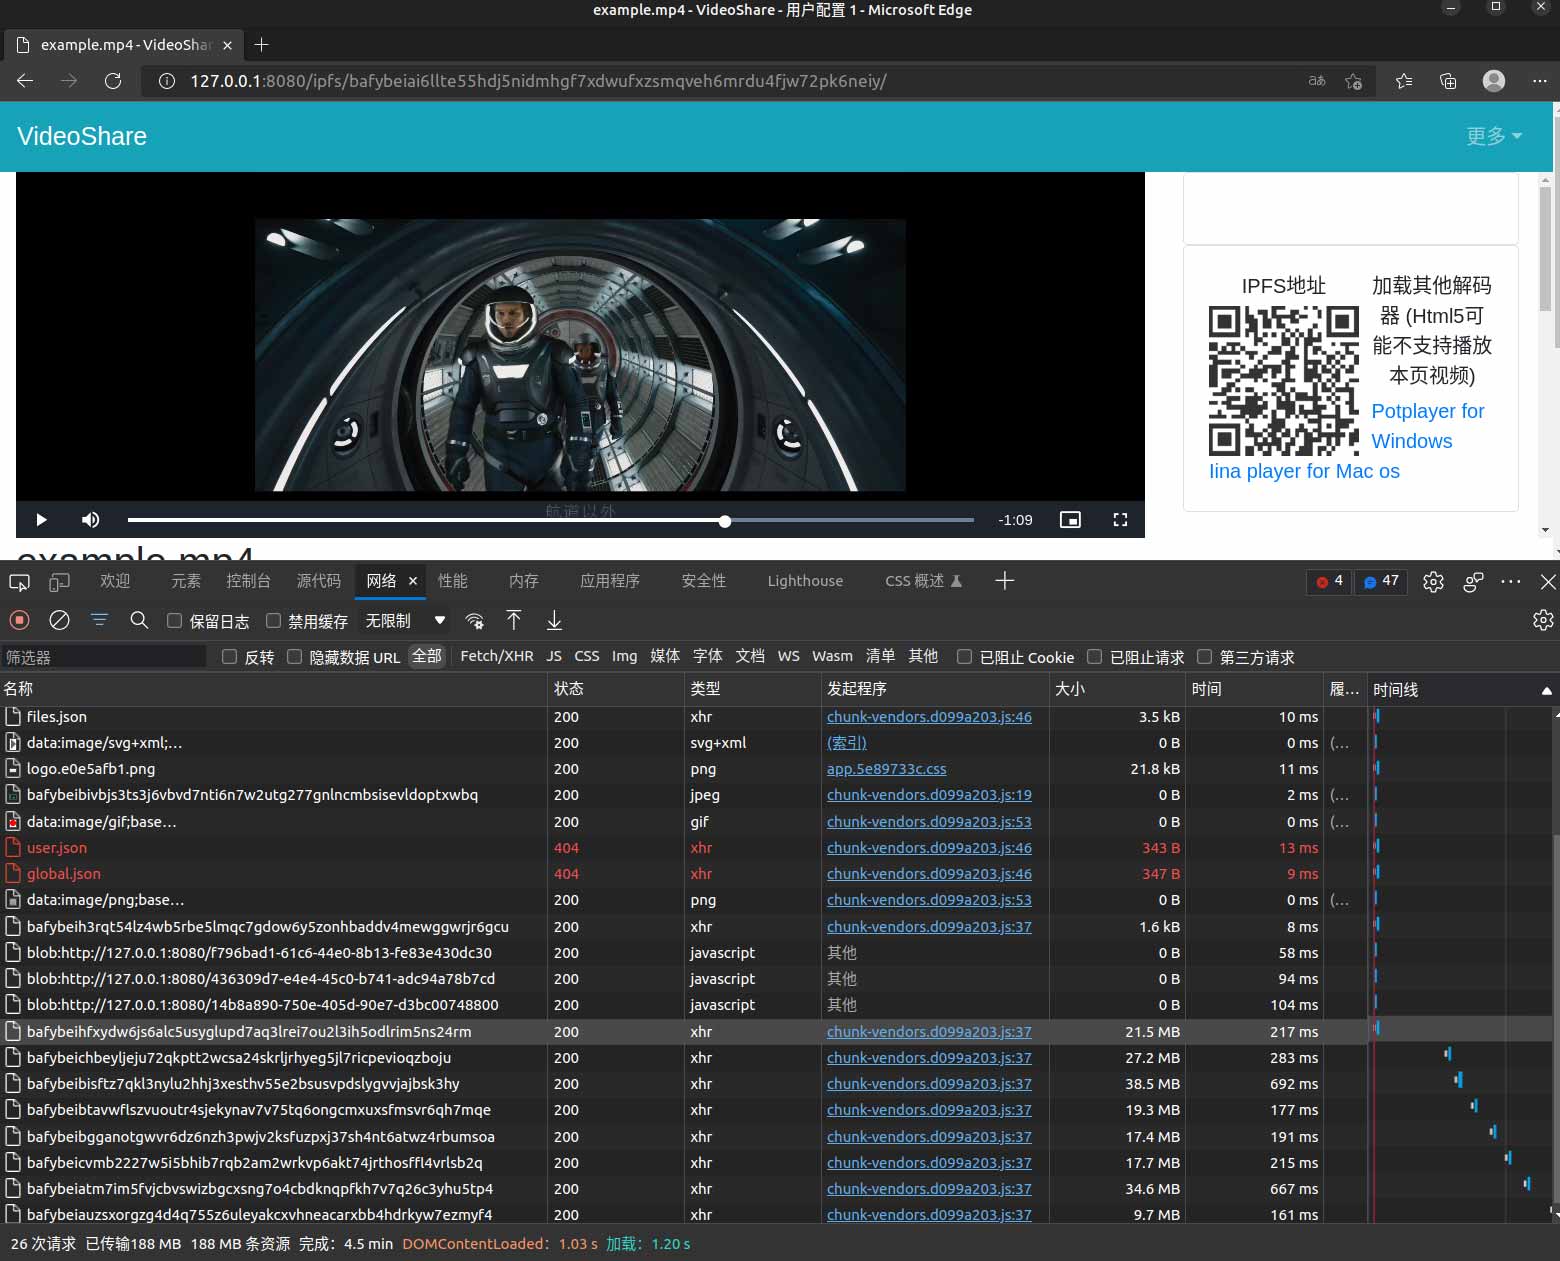 example.mp4 - VideoShare - 用户配置 1 - Microsoft Edge
example.mp4 - VideoShar
127.0.0.1:8080/ipfs/bafybeiai6llte55hdj5nidmhgf7xdwufxzsmqveh6mrdu4fjw72pk6neiy/
VideoShare
更多
IPFS地址
加载其他解码
器 (Html5可
能不支持播放
本页视频)
Potplayer for
Windows
Iina player for Mac os
航道以外
-1:09
example.mp4
欢迎 元素 控制台 源代码 网络 性能 内存 应用程序 安全性 Lighthouse CSS 概述 4 47
保留日志 禁用缓存 无限制
筛选器 反转 隐藏数据 URL 全部 Fetch/XHR JS CSS Img 媒体 字体 文档 WS Wasm 清单 其他 已阻止 Cookie 已阻止请求 第三方请求
名称 状态 类型 发起程序 大小 时间 履... 时间线
files.json 200 xhr chunk-vendors.d099a203.js:46 3.5 kB 10 ms
data:image/svg+xml;... 200 svg+xml (索引) 0 B 0 ms (...
logo.e0e5afb1.png 200 png app.5e89733c.css 21.8 kB 11 ms
bafybeibivbjs3ts3j6vbvd7nti6n7w2utg277gnlncmbsisevldoptxwbq 200 jpeg chunk-vendors.d099a203.js:19 0 B 2 ms (...
data:image/gif;base... 200 gif chunk-vendors.d099a203.js:53 0 B 0 ms (...
user.json 404 xhr chunk-vendors.d099a203.js:46 343 B 13 ms
global.json 404 xhr chunk-vendors.d099a203.js:46 347 B 9 ms
data:image/png;base... 200 png chunk-vendors.d099a203.js:53 0 B 0 ms (...
bafybeih3rqt54lz4wb5rbe5lmqc7gdow6y5zonhbaddv4mewggwrjr6gcu 200 xhr chunk-vendors.d099a203.js:37 1.6 kB 8 ms
blob:http://127.0.0.1:8080/f796bad1-61c6-44e0-8b13-fe83e430dc30 200 javascript 其他 0 B 58 ms
blob:http://127.0.0.1:8080/436309d7-e4e4-45c0-b741-adc94a78b7cd 200 javascript 其他 0 B 94 ms
blob:http://127.0.0.1:8080/14b8a890-750e-405d-90e7-d3bc00748800 200 javascript 其他 0 B 104 ms
bafybeihfxydw6js6alc5usyglupd7aq3lrei7ou2l3ih5odlrim5ns24rm 200 xhr chunk-vendors.d099a203.js:37 21.5 MB 217 ms
bafybeichbeyljeju72qkptt2wcsa24skrljrhyeg5jl7ricpevioqzboju 200 xhr chunk-vendors.d099a203.js:37 27.2 MB 283 ms
bafybeibisftz7qkl3nylu2hhj3xesthv55e2bsusvpdslygvvjajbsk3hy 200 xhr chunk-vendors.d099a203.js:37 38.5 MB 692 ms
bafybeibtavwflszvuoutr4sjekynav7v75tq6ongcmxuxsfmsvr6qh7mqe 200 xhr chunk-vendors.d099a203.js:37 19.3 MB 177 ms
bafybeibgganotgwvr6dz6nzh3pwjv2ksfuzpxj37sh4nt6atwz4rbumsoa 200 xhr chunk-vendors.d099a203.js:37 17.4 MB 191 ms
bafybeicvmb2227w5i5bhib7rqb2am2wrkvp6akt74jrthosffl4vrlsb2q 200 xhr chunk-vendors.d099a203.js:37 17.7 MB 215 ms
bafybeiatm7im5fvjcbvswizbgcxsng7o4cbdknqpfkh7v7q26c3yhu5tp4 200 xhr chunk-vendors.d099a203.js:37 34.6 MB 667 ms
bafybeiauzsxorgzg4d4q755z6uleyakcxvhneacarxbb4hdrkyw7ezmyf4 200 xhr chunk-vendors.d099a203.js:37 9.7 MB 161 ms
26 次请求 已传输188 MB 188 MB 条资源 完成：4.5 min DOMContentLoaded：1.03 s 加载：1.20 s